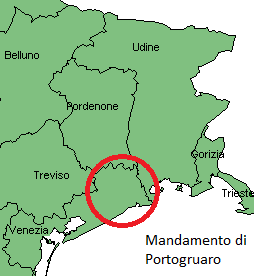 Belluno
Udine
Pordenone
Gorizia
Treviso
Trieste
Venezia
Mandamento di
Portogruaro